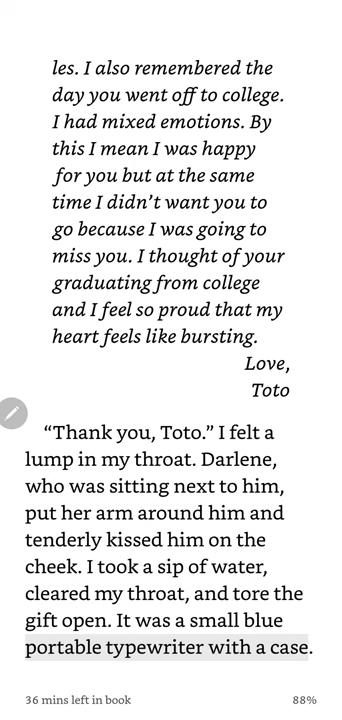 les. I also remembered the
day you went off to college.
I had mixed emotions. By
this I mean I was happy
for you but at the same
time I didn’t want you to
go because I was going to
miss you. I thought of your
graduating from college
and I feel so proud that my
heart feels like bursting.
Love,
Toto
“Thank you, Toto.” I felt a
lump in my throat. Darlene,
who was sitting next to him,
put her arm around him and
tenderly kissed him on the
cheek. I took a sip of water,
cleared my throat, and tore the
gift open. It was a small blue
portable typewriter with a case.
36 mins left in book 88%